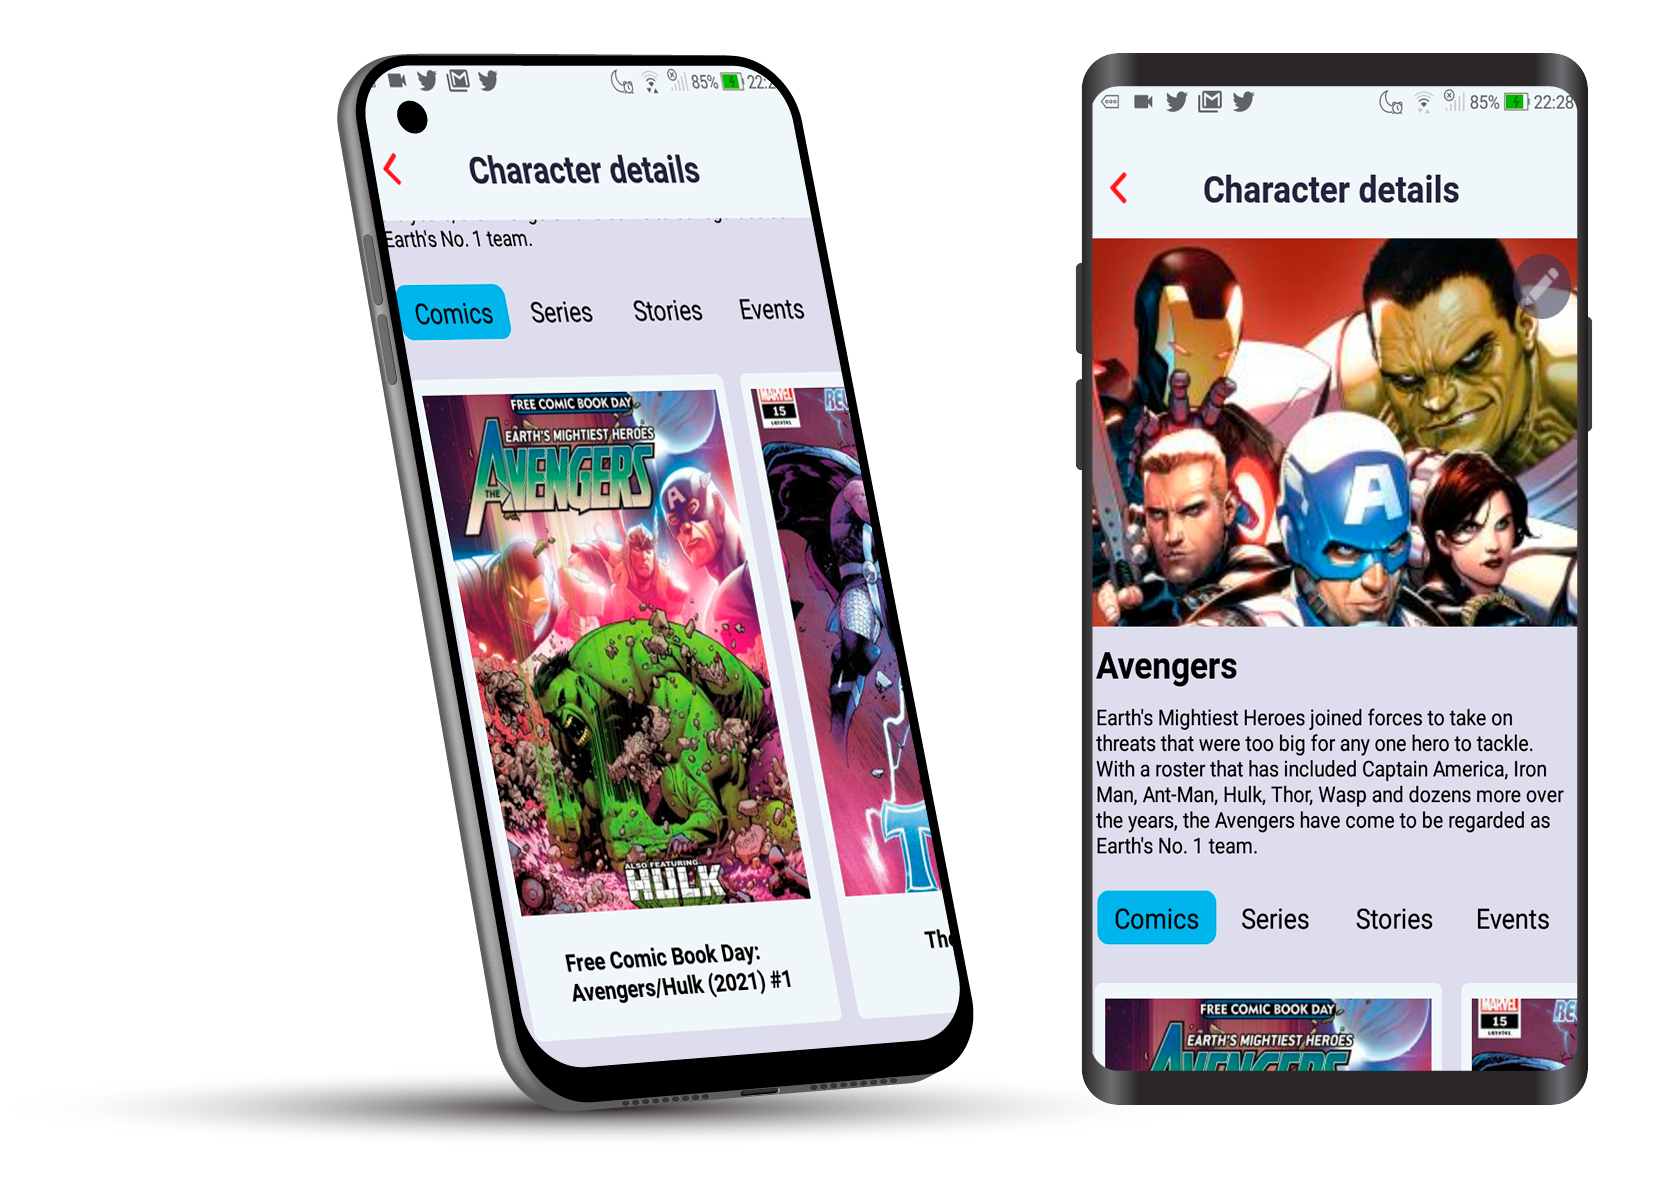 85%
Character details
Earth's No. 1 team.
Comics Series Stories Events
FREE COMIC BOOK DAY
EARTH'S MIGHTIEST HEROES
THE AVENGERS
A
ALSO FEATURING
HULK
Free Comic Book Day:
Avengers/Hulk (2021) #1
MARVEL
15
LGY#741
The
85% 22:28
Character details
A
Avengers
Earth's Mightiest Heroes joined forces to take on
threats that were too big for any one hero to tackle.
With a roster that has included Captain America, Iron
Man, Ant-Man, Hulk, Thor, Wasp and dozens more over
the years, the Avengers have come to be regarded as
Earth's No. 1 team.
Comics Series Stories Events
FREE COMIC BOOK DAY
EARTH'S MIGHTIEST HEROES
AVENGERS
MARVEL
15
LGY#741